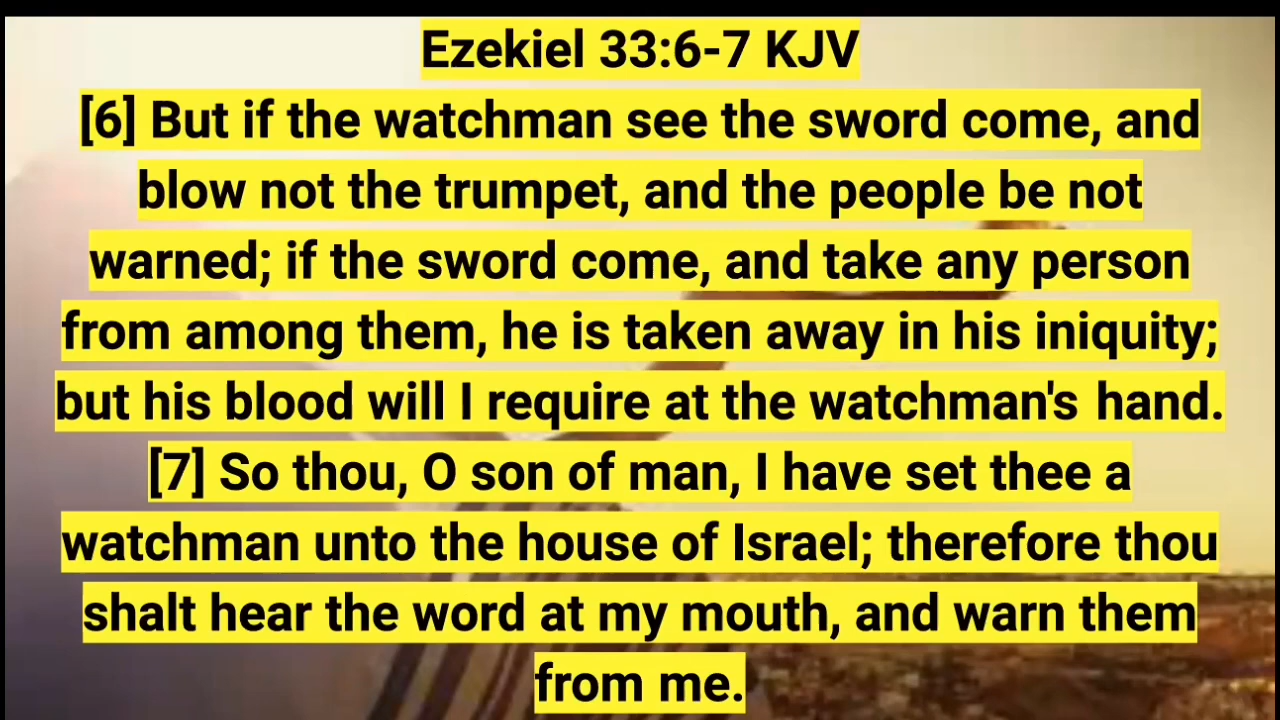 Ezekiel 33:6-7 KJV
[6] But if the watchman see the sword come, and
blow not the trumpet, and the people be not
warned; if the sword come, and take any person
from among them, he is taken away in his iniquity;
but his blood will I require at the watchman's hand.
[7] So thou, O son of man, I have set thee a
watchman unto the house of Israel; therefore thou
shalt hear the word at my mouth, and warn them
from me.